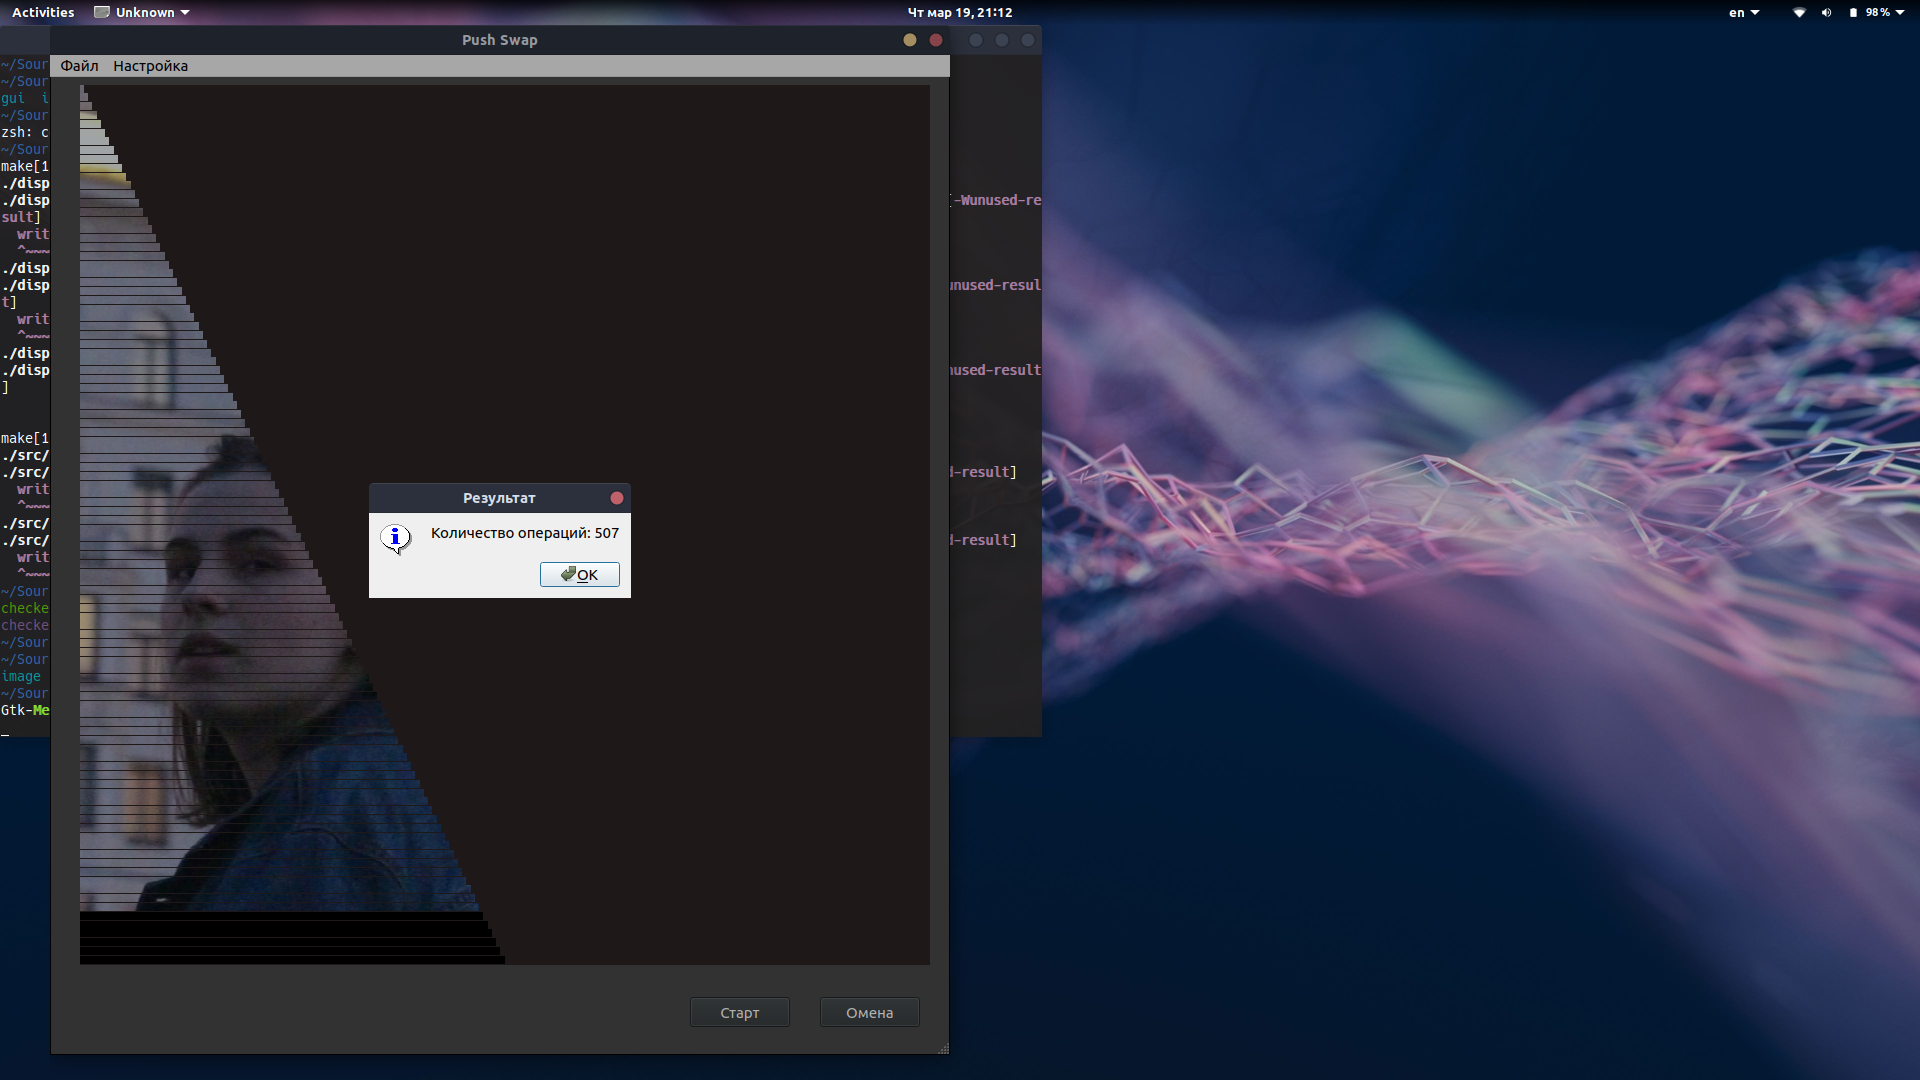 Activities Unknown Чт мар 19, 21:12 en 98%
Push Swap
Файл Настройка
~/Sour
~/Sour
gui i
~/Sour
zsh: c
~/Sour
make[1
./disp
./disp [-Wunused-re
sult]
writ
^~~~
./disp
./disp unused-resul
t]
writ
^~~~
./disp
./disp nused-result
]
make[1
./src/
./src/ d-result]
writ
^~~~
./src/
./src/ d-result]
writ
^~~~
~/Sour
checke
checke
~/Sour
~/Sour
image
~/Sour
Gtk-Me
Результат
Количество операций: 507
OK
Старт Омена